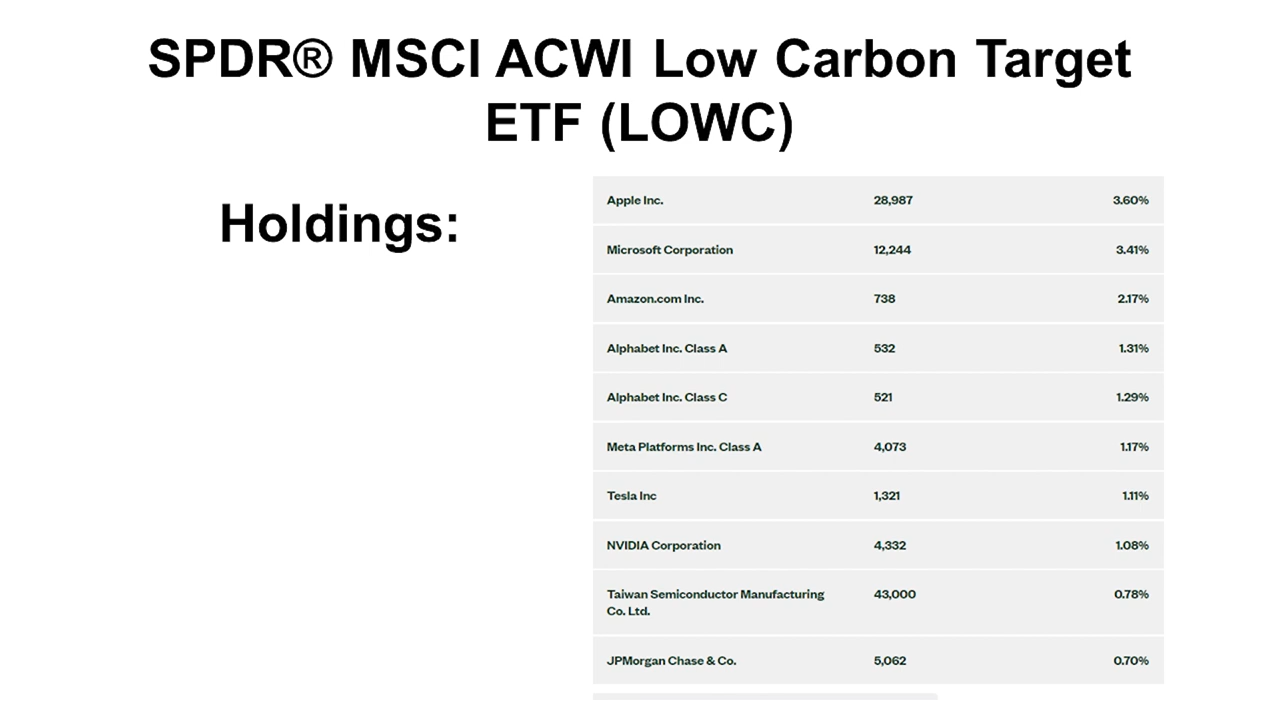 SPDR® MSCI ACWI Low Carbon Target
ETF (LOWC)
Holdings:
Apple Inc. 28,987 3.60%
Microsoft Corporation 12,244 3.41%
Amazon.com Inc. 738 2.17%
Alphabet Inc. Class A 532 1.31%
Alphabet Inc. Class C 521 1.29%
Meta Platforms Inc. Class A 4,073 1.17%
Tesla Inc 1,321 1.11%
NVIDIA Corporation 4,332 1.08%
Taiwan Semiconductor Manufacturing 43,000 0.78%
Co. Ltd.
JPMorgan Chase & Co. 5,062 0.70%